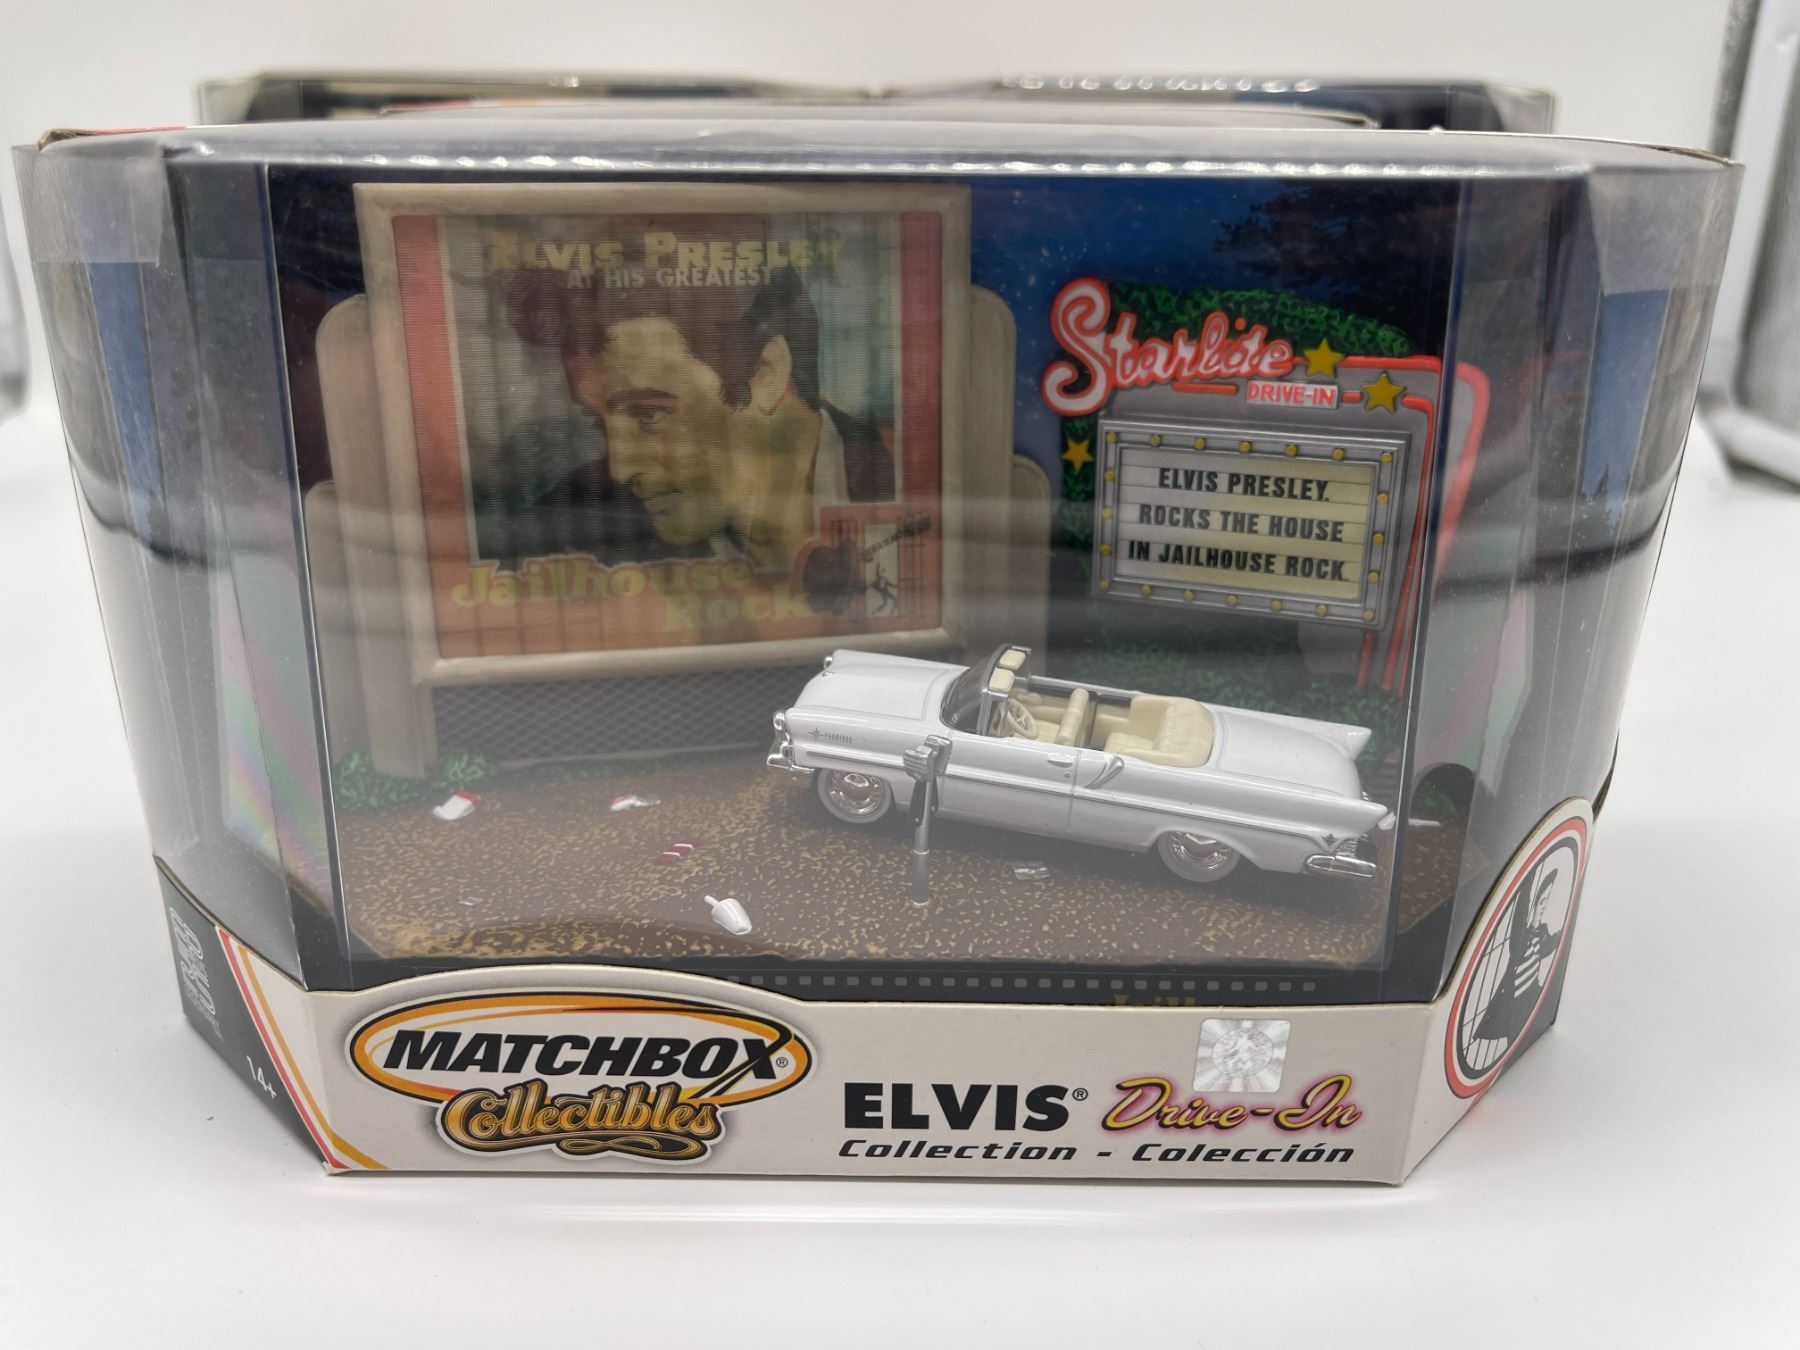 ELVIS PRESLEY
AT HIS GREATEST
Jailhouse
Rock
Starlite
DRIVE-IN
ELVIS PRESLEY.
ROCKS THE HOUSE
IN JAILHOUSE ROCK
MATCHBOX®
Collectibles
ELVIS® Drive-In
Collection - Colección
14+